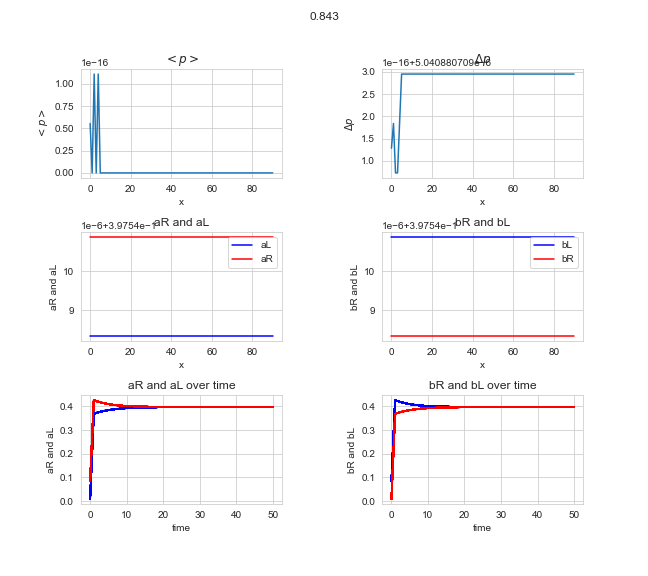 0.843
<p>
1e−16
1.00
0.75
0.50
0.25
0.00
<p>
0 20 40 60 80
x
Δp
1e−16+5.040880709e−6
3.0
2.5
2.0
1.5
1.0
Δp
0 20 40 60 80
x
aR and aL
1e−6+3.9754e−1
10
9
aR and aL
aL
aR
0 20 40 60 80
x
bR and bL
1e−6+3.9754e−1
10
9
bR and bL
bL
bR
0 20 40 60 80
x
aR and aL over time
0.4
0.3
0.2
0.1
0.0
aR and aL
0 10 20 30 40 50
time
bR and bL over time
0.4
0.3
0.2
0.1
0.0
bR and bL
0 10 20 30 40 50
time